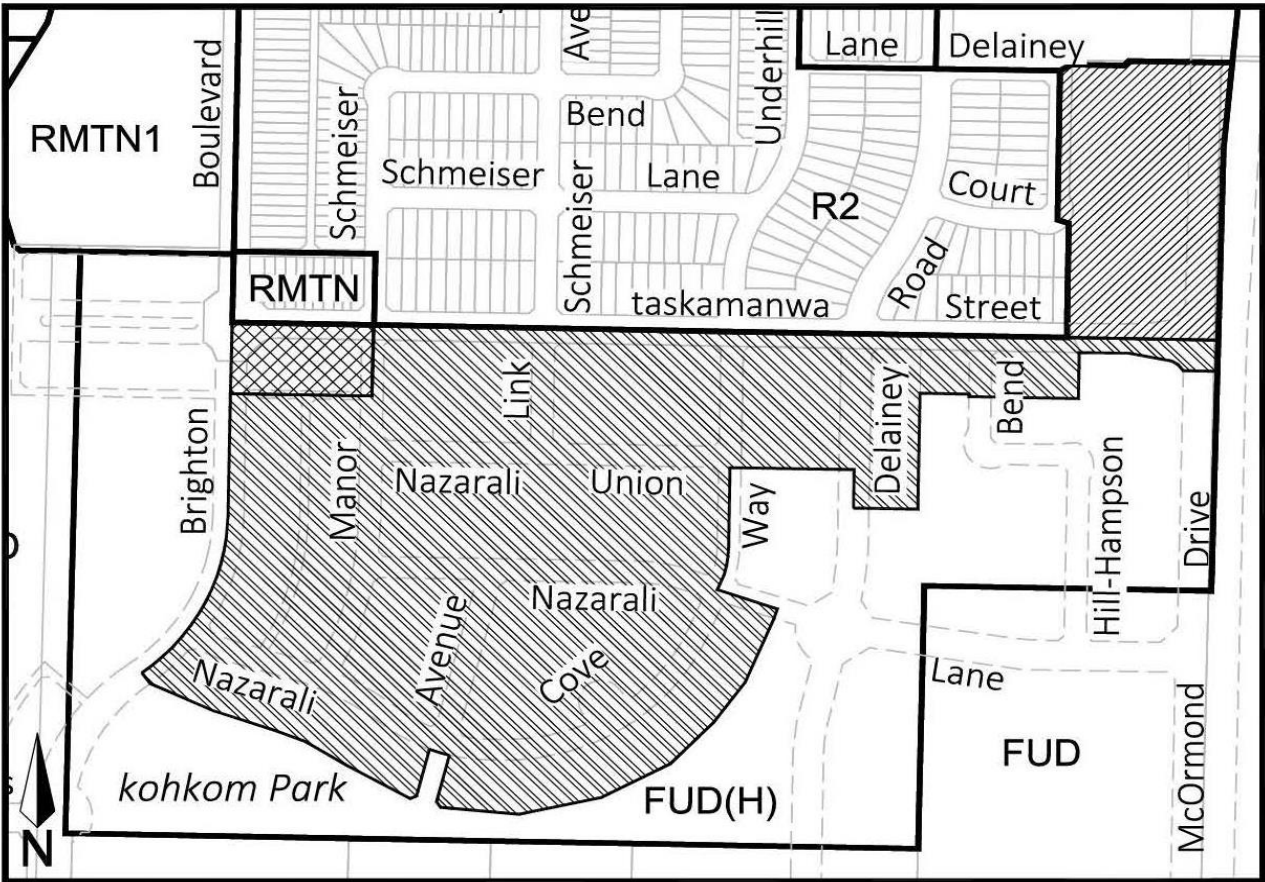 Lane
Delainey
Ave
Underhill
Boulevard
RMTN1
Schmeiser
Bend
Schmeiser
Lane
Schmeiser
R2
Court
Road
RMTN
taskamanwa
Street
Link
Delainey
Bend
Brighton
Manor
Nazarali
Union
Way
Hill-Hampson
Drive
Nazarali
Avenue
Cove
Nazarali
Lane
McOrmond
FUD
kohkom Park
FUD(H)
N